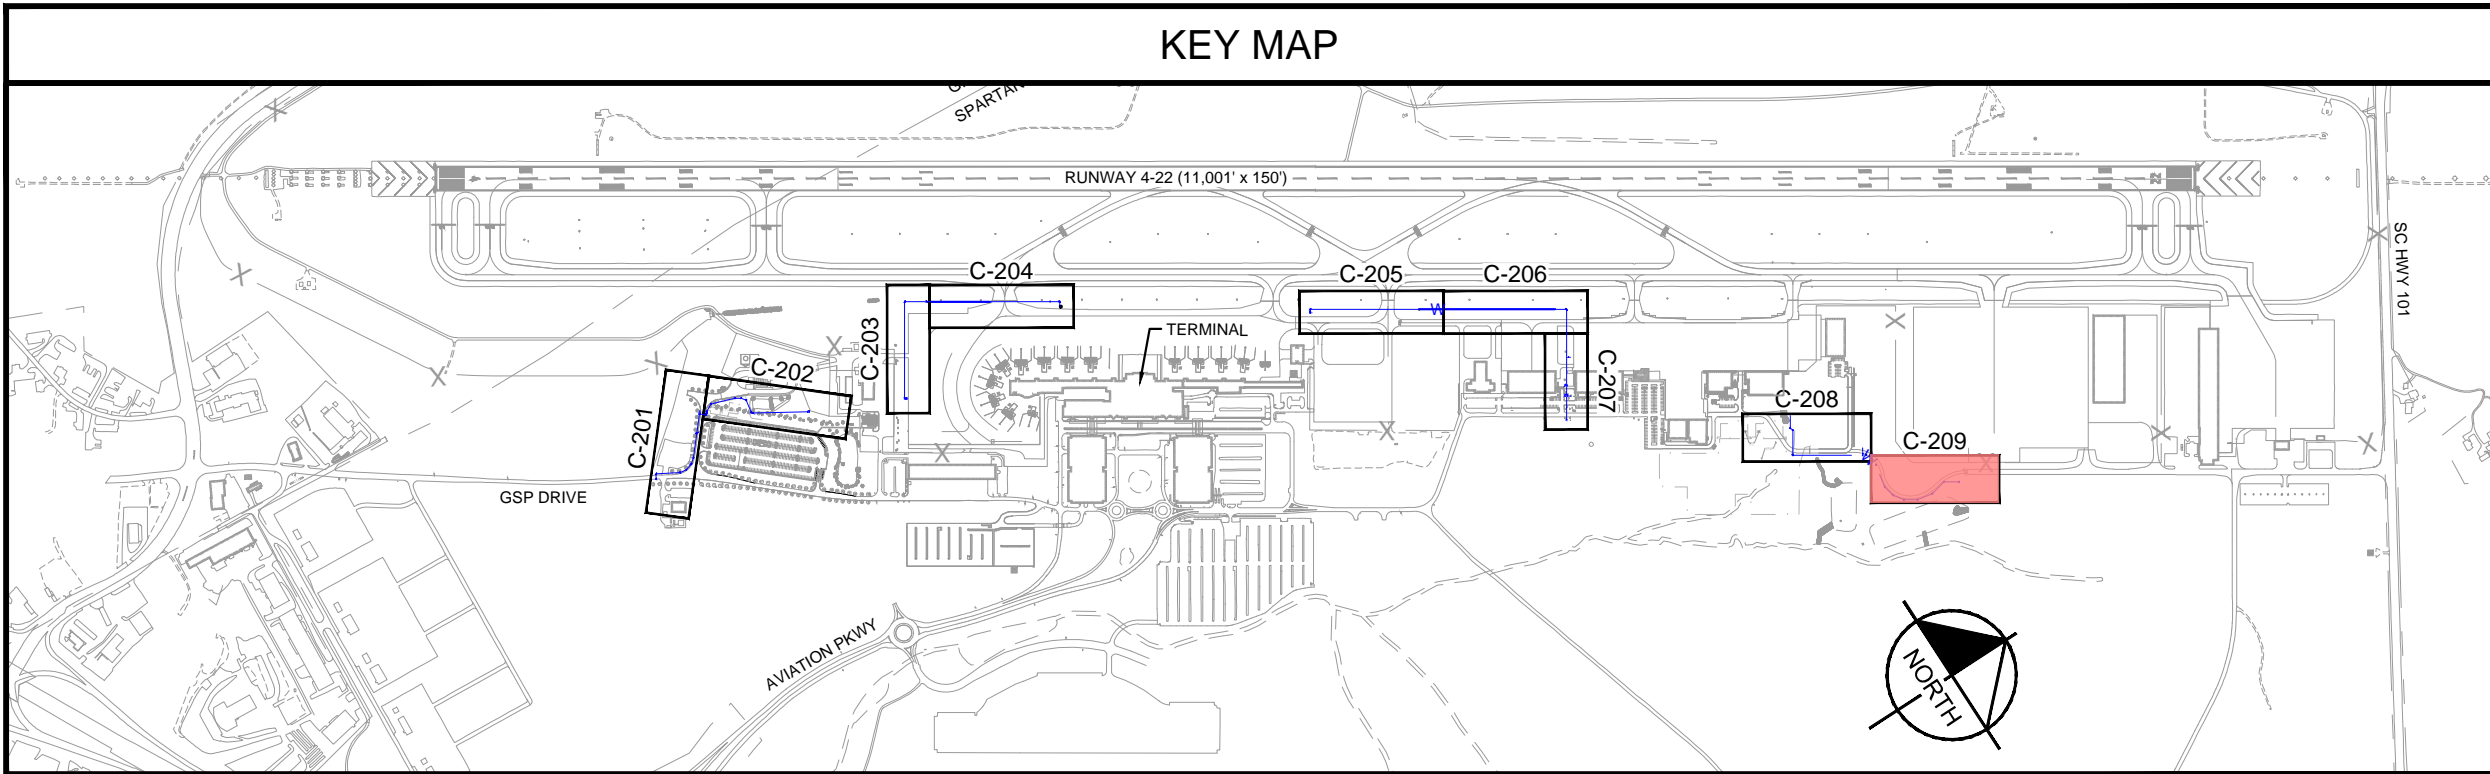 KEY MAP
SPARTAN
RUNWAY 4-22 (11,001' x 150')
22
SC HWY 101
C-204
C-205
C-206
C-203
TERMINAL
C-202
C-207
C-201
C-208
C-209
W
GSP DRIVE
AVIATION PKWY
NORTH